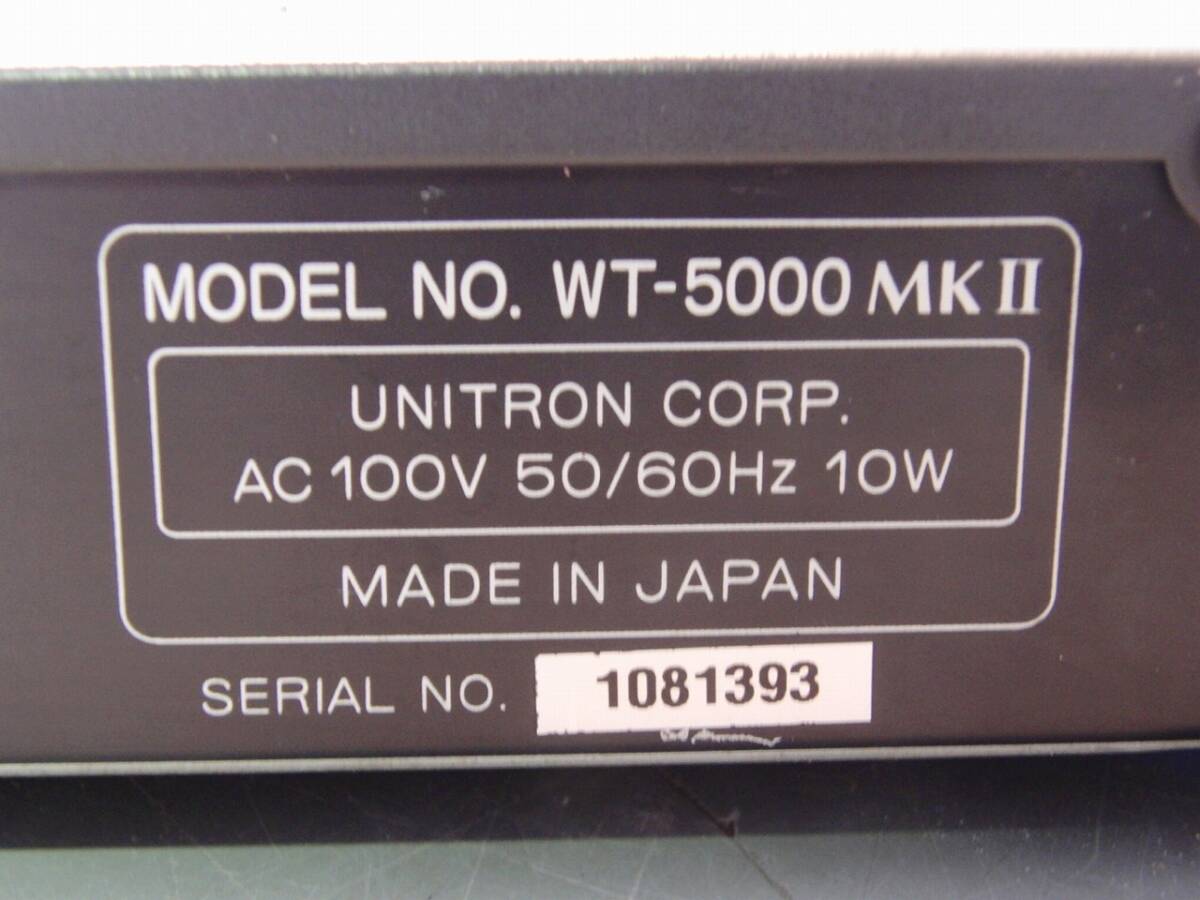 MODEL NO. WT-5000 MK II
UNITRON CORP.
AC 100V 50/60Hz 10W
MADE IN JAPAN
SERIAL NO. 1081393